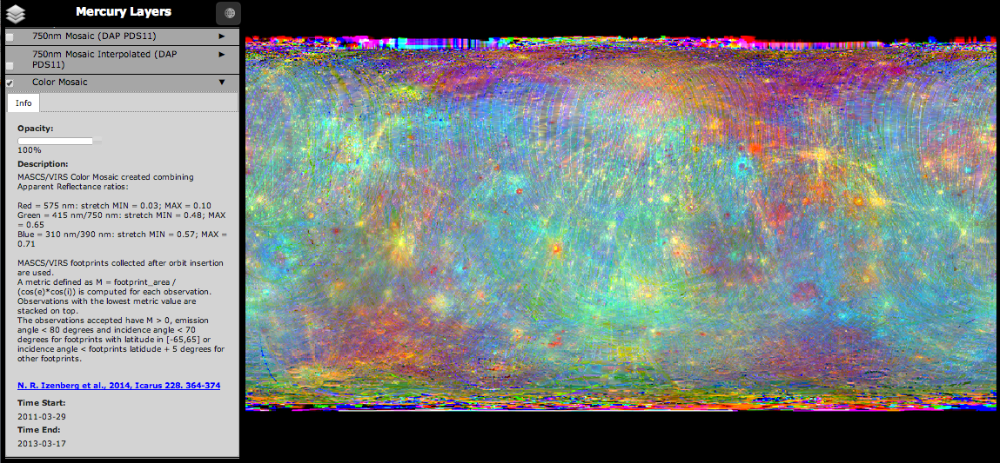 Mercury Layers
750nm Mosaic (DAP PDS11)
750nm Mosaic Interpolated (DAP
PDS11)
Color Mosaic
Info
Opacity:
100%
Description:
MASCS/VIRS Color Mosaic created combining
Apparent Reflectance ratios:
Red = 575 nm: stretch MIN = 0.03; MAX = 0.10
Green = 415 nm/750 nm: stretch MIN = 0.48; MAX
= 0.65
Blue = 310 nm/390 nm: stretch MIN = 0.57; MAX =
0.71
MASCS/VIRS footprints collected after orbit insertion
are used.
A metric defined as M = footprint_area /
(cos(e)*cos(i)) is computed for each observation.
Observations with the lowest metric value are
stacked on top.
The observations accepted have M > 0, emission
angle < 80 degrees and incidence angle < 70
degrees for footprints with latitude in [-65,65] or
incidence angle < footprints latidude + 5 degrees for
other footprints.
N. R. Izenberg et al., 2014, Icarus 228. 364-374
Time Start:
2011-03-29
Time End:
2013-03-17